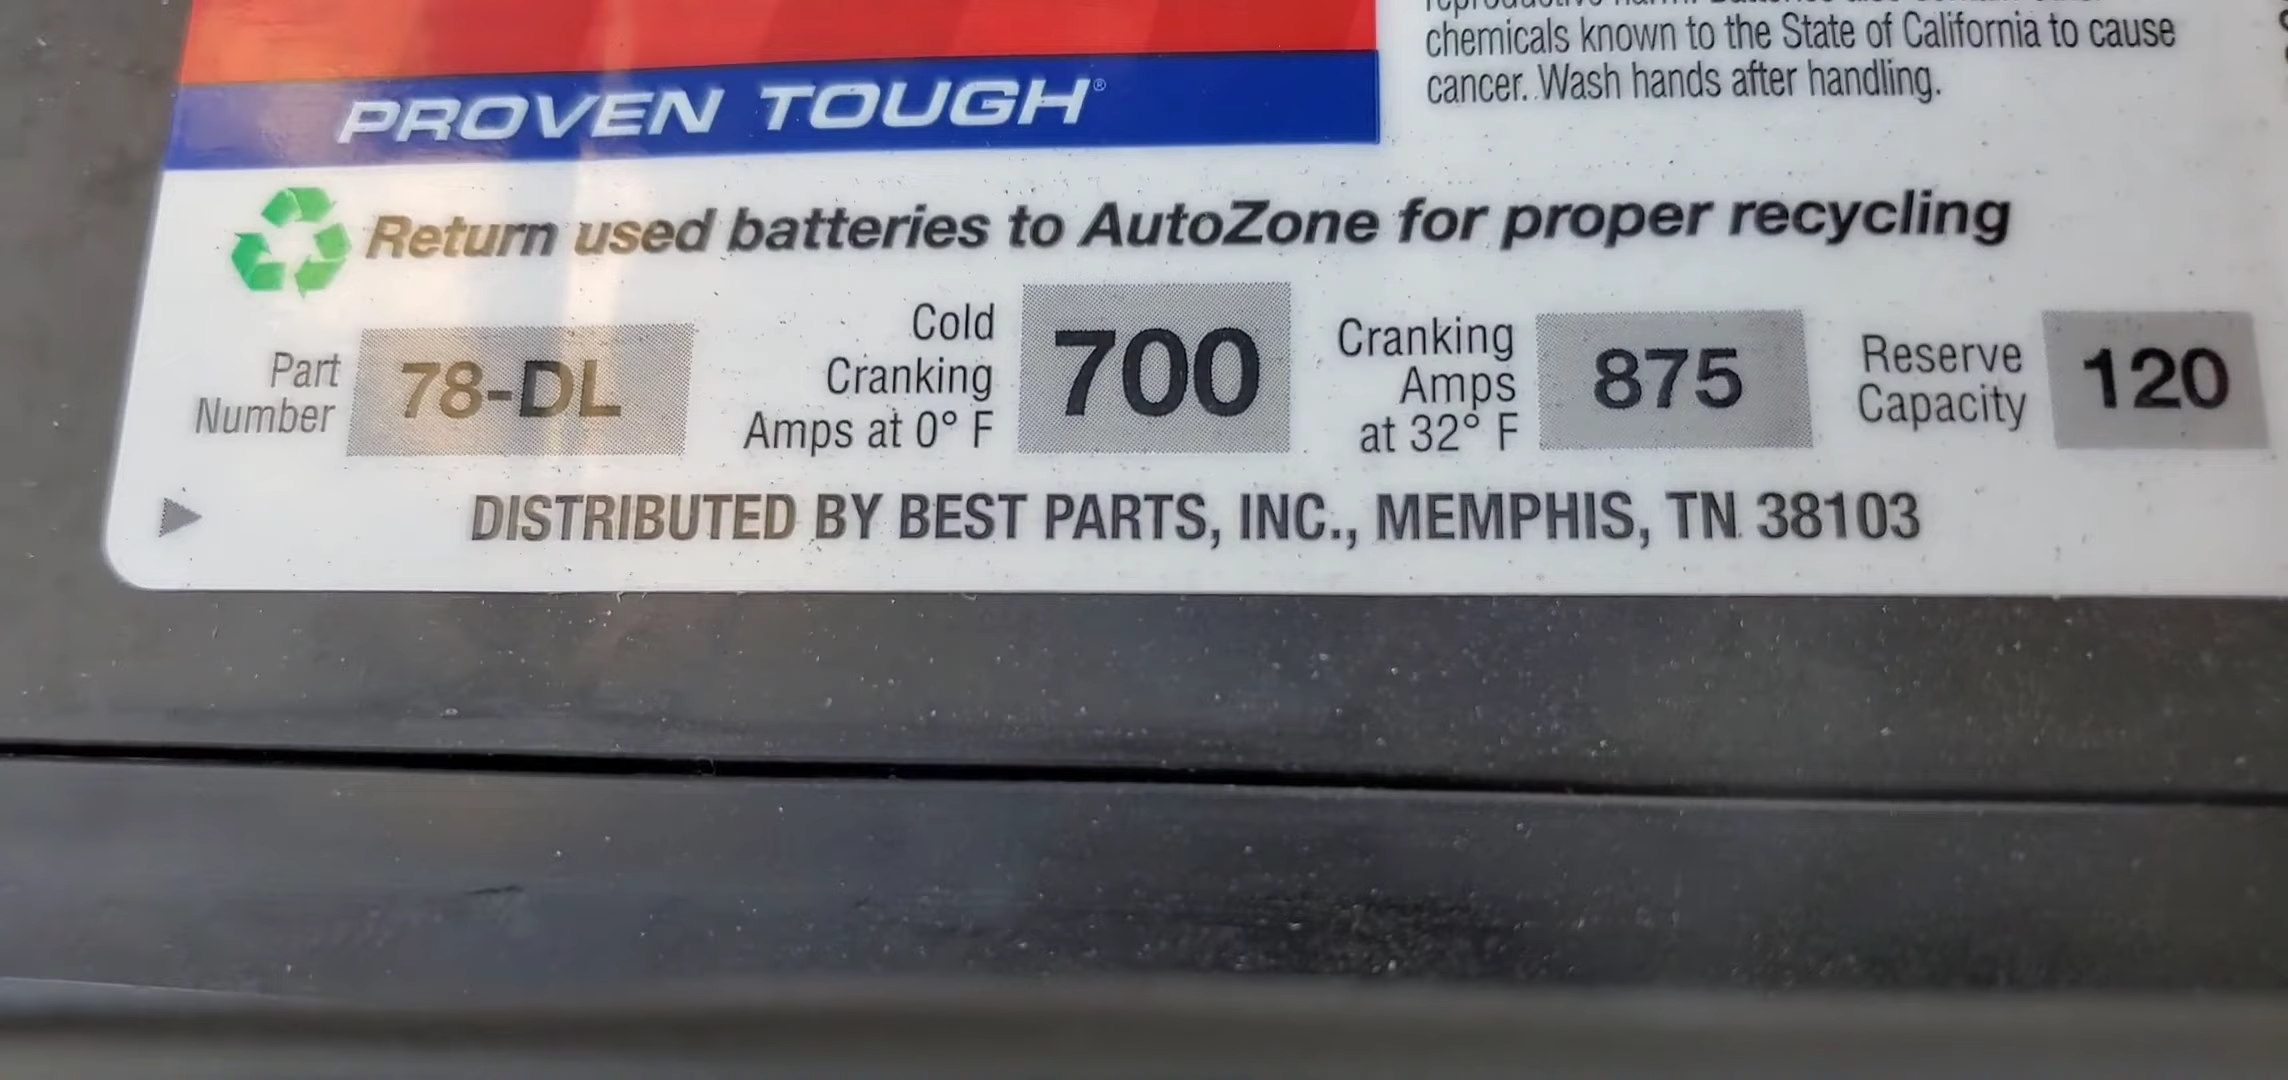 chemicals known to the State of California to cause
cancer. Wash hands after handling.
PROVEN TOUGH®
Return used batteries to AutoZone for proper recycling
Part
Number
78-DL
Cold
Cranking
Amps at 0° F
700
Cranking
Amps
at 32° F
875
Reserve
Capacity
120
DISTRIBUTED BY BEST PARTS, INC., MEMPHIS, TN 38103